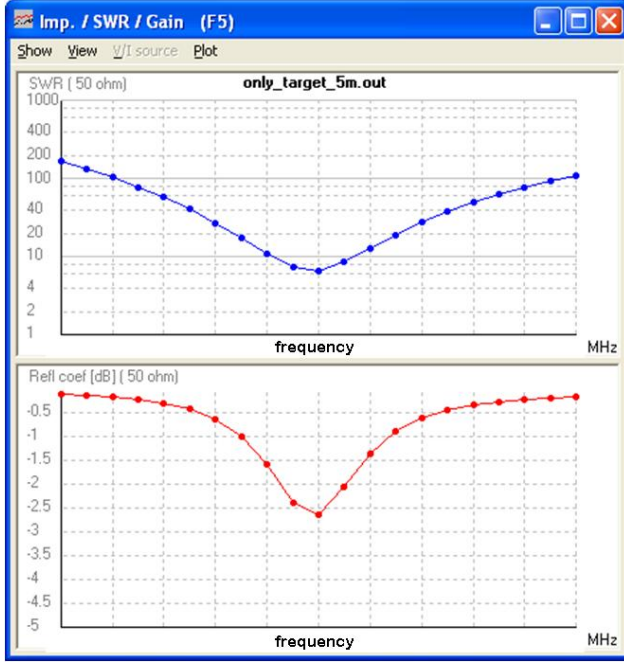 Imp. / SWR / Gain (F5)
Show View V/I source Plot
SWR ( 50 ohm)
only_target_5m.out
1000
400
200
100
40
20
10
4
2
1
frequency
MHz
Refl coef [dB] ( 50 ohm)
-0.5
-1
-1.5
-2
-2.5
-3
-3.5
-4
-4.5
-5
frequency
MHz